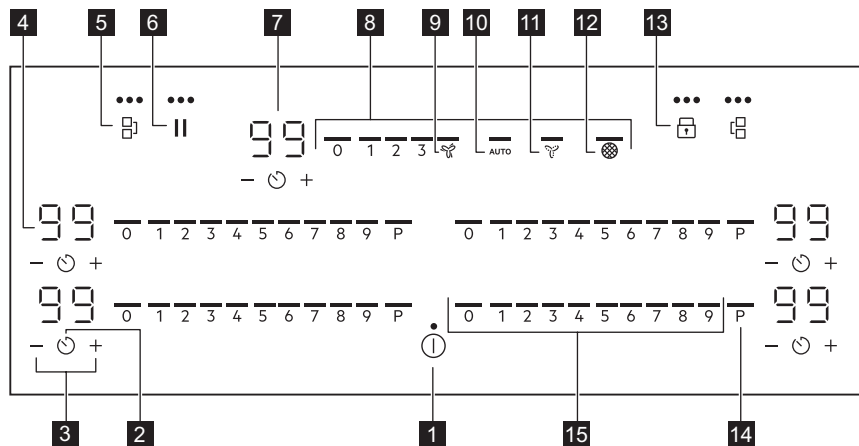 4 5 6 7 8 9 10 11 12 13
99 0 1 2 3 AUTO
− +
99 0 1 2 3 4 5 6 7 8 9 P 0 1 2 3 4 5 6 7 8 9 P 99
− + − +
99 0 1 2 3 4 5 6 7 8 9 P 0 1 2 3 4 5 6 7 8 9 P 99
− + − +
3 2 1 15 14